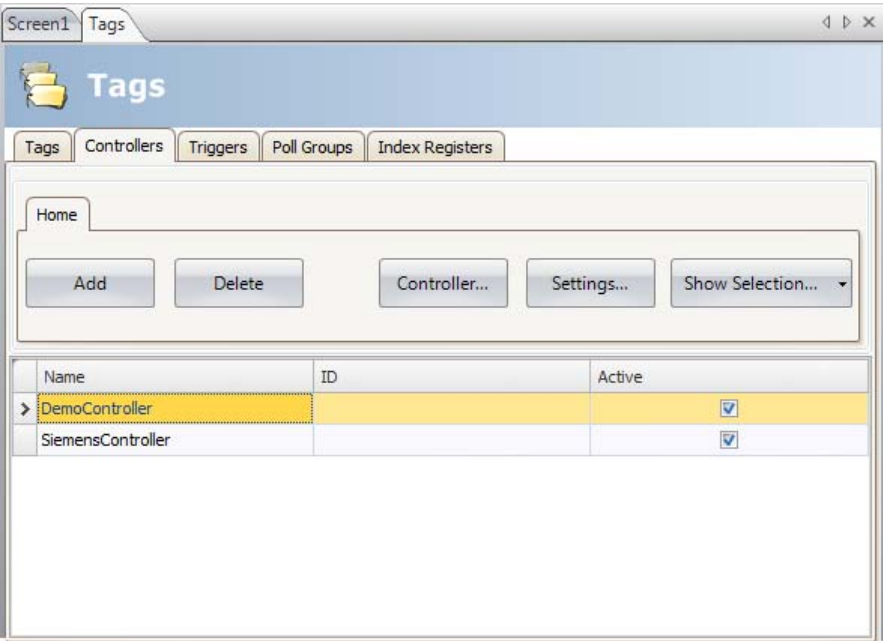 Screen1 Tags
Tags
Tags Controllers Triggers Poll Groups Index Registers
Home
Add Delete Controller... Settings... Show Selection...
Name ID Active
DemoController
SiemensController